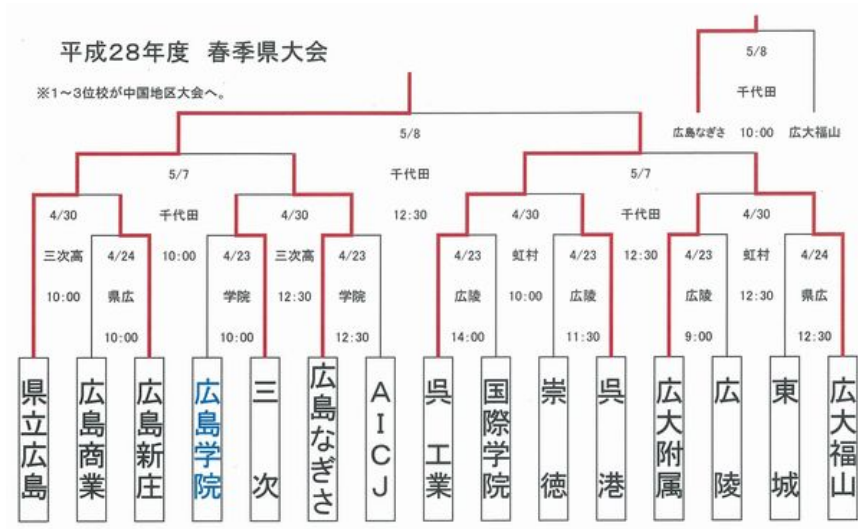 平成28年度 春季県大会
※1~3位校が中国地区大会へ。
5/8
千代田
広島なぎさ 10:00 広大福山
5/8
千代田
12:30
5/7
千代田
10:00
5/7
千代田
12:30
4/30
三次高
10:00
4/30
三次高
12:30
4/30
虹村
10:00
4/30
虹村
12:30
4/24
県広
10:00
4/23
学院
10:00
4/23
学院
12:30
4/23
広陵
14:00
4/23
広陵
11:30
4/23
広陵
9:00
4/24
県広
12:30
県立広島
広島商業
広島新庄
広島学院
三次
広島なぎさ
AICJ
呉工業
国際学院
崇徳
呉港
広大附属
広陵
東城
広大福山